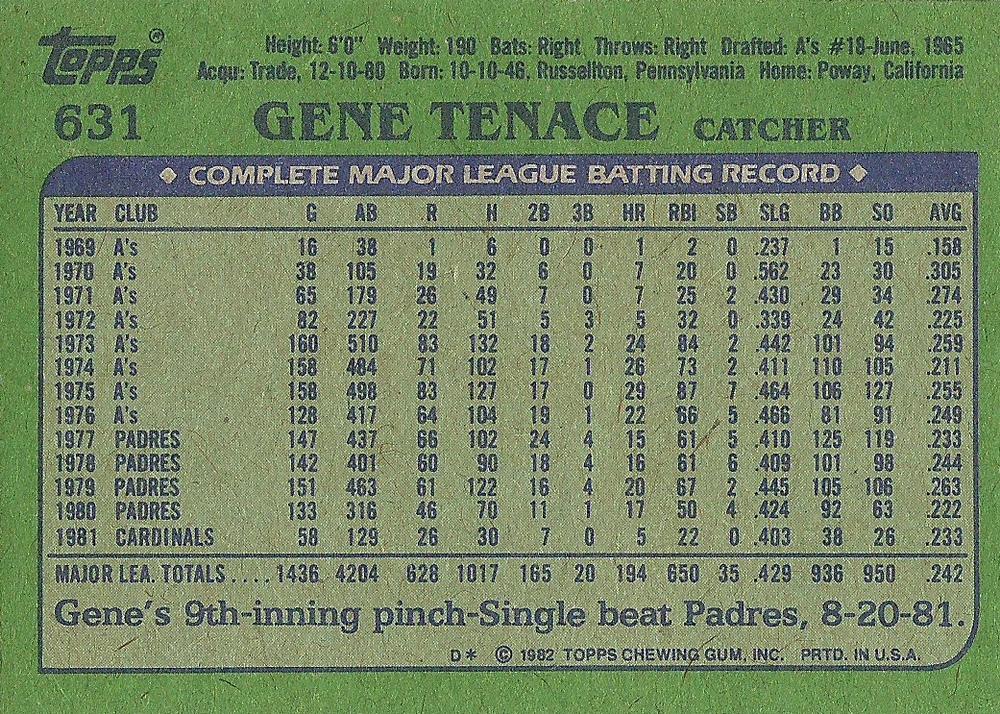 Topps®
Height: 6'0" Weight: 190 Bats: Right Throws: Right Drafted: A's #18-June, 1965
Acqu: Trade, 12-10-80 Born: 10-10-46, Russellton, Pennsylvania Home: Poway, California
631 GENE TENACE CATCHER
◆ COMPLETE MAJOR LEAGUE BATTING RECORD ◆
YEAR CLUB G AB R H 2B 3B HR RBI SB SLG BB SO AVG
1969 A's 16 38 1 6 0 0 1 2 0 .237 1 15 .158
1970 A's 38 105 19 32 6 0 7 20 0 .562 23 30 .305
1971 A's 65 179 26 49 7 0 7 25 2 .430 29 34 .274
1972 A's 82 227 22 51 5 3 5 32 0 .339 24 42 .225
1973 A's 160 510 83 132 18 2 24 84 2 .442 101 94 .259
1974 A's 158 484 71 102 17 1 26 73 2 .411 110 105 .211
1975 A's 158 498 83 127 17 0 29 87 7 .464 106 127 .255
1976 A's 128 417 64 104 19 1 22 66 5 .466 81 91 .249
1977 PADRES 147 437 66 102 24 4 15 61 5 .410 125 119 .233
1978 PADRES 142 401 60 90 18 4 16 61 6 .409 101 98 .244
1979 PADRES 151 463 61 122 16 4 20 67 2 .445 105 106 .263
1980 PADRES 133 316 46 70 11 1 17 50 4 .424 92 63 .222
1981 CARDINALS 58 129 26 30 7 0 5 22 0 .403 38 26 .233
MAJOR LEA. TOTALS.... 1436 4204 628 1017 165 20 194 650 35 .429 936 950 .242
Gene's 9th-inning pinch-Single beat Padres, 8-20-81.
D* © 1982 TOPPS CHEWING GUM, INC. PRTD. IN U.S.A.